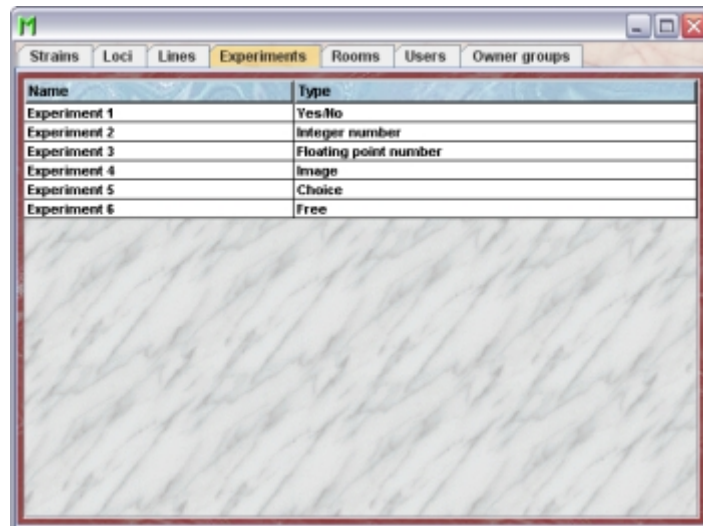 M
Strains Loci Lines Experiments Rooms Users Owner groups
Name Type
Experiment 1 Yes/No
Experiment 2 Integer number
Experiment 3 Floating point number
Experiment 4 Image
Experiment 5 Choice
Experiment 6 Free